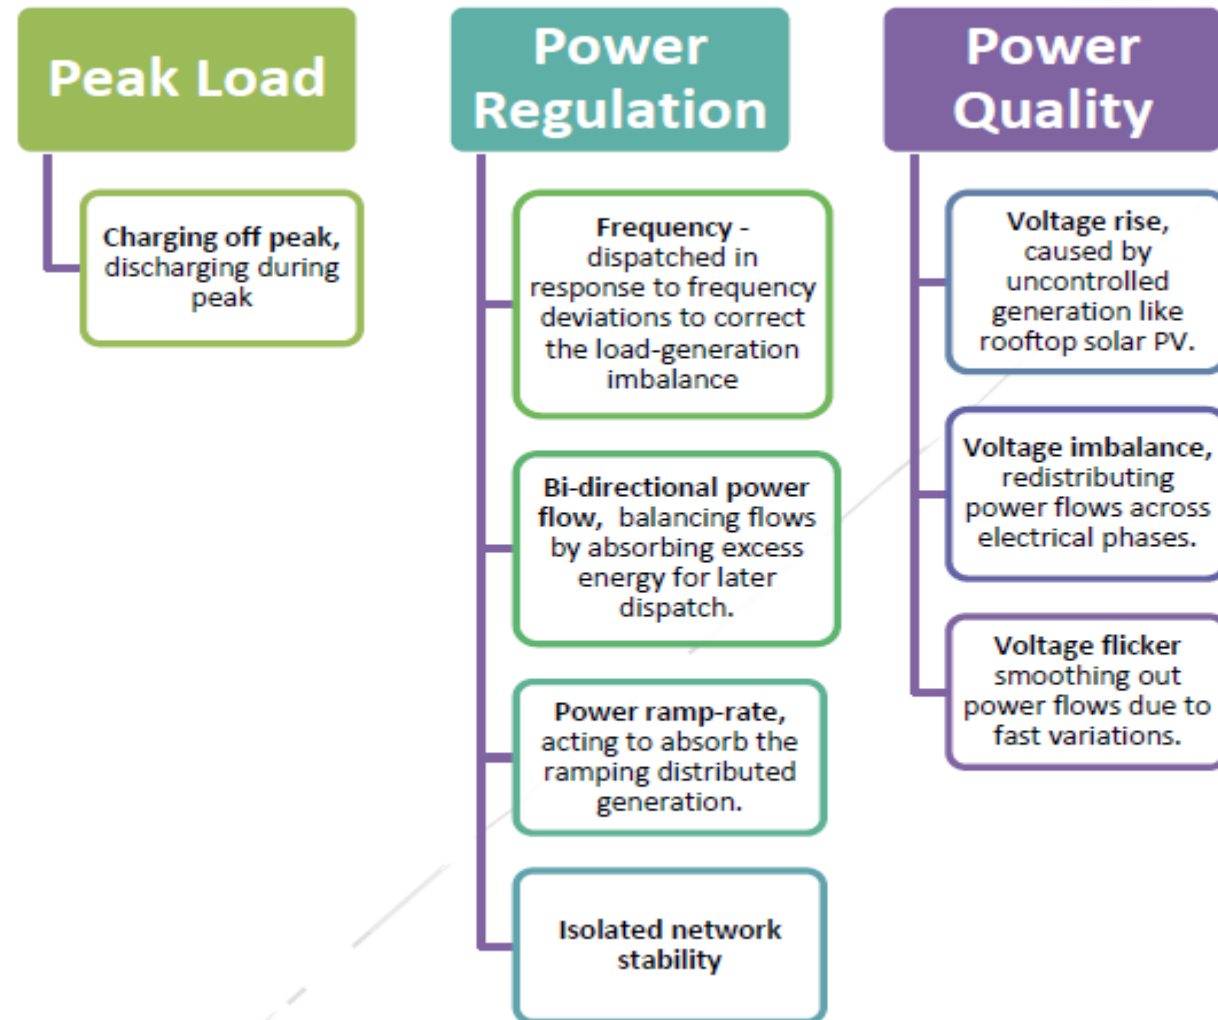 Peak Load
Charging off peak,
discharging during
peak
Power
Regulation
Frequency -
dispatched in
response to frequency
deviations to correct
the load-generation
imbalance
Bi-directional power
flow, balancing flows
by absorbing excess
energy for later
dispatch.
Power ramp-rate,
acting to absorb the
ramping distributed
generation.
Isolated network
stability
Power
Quality
Voltage rise,
caused by
uncontrolled
generation like
rooftop solar PV.
Voltage imbalance,
redistributing
power flows across
electrical phases.
Voltage flicker
smoothing out
power flows due to
fast variations.